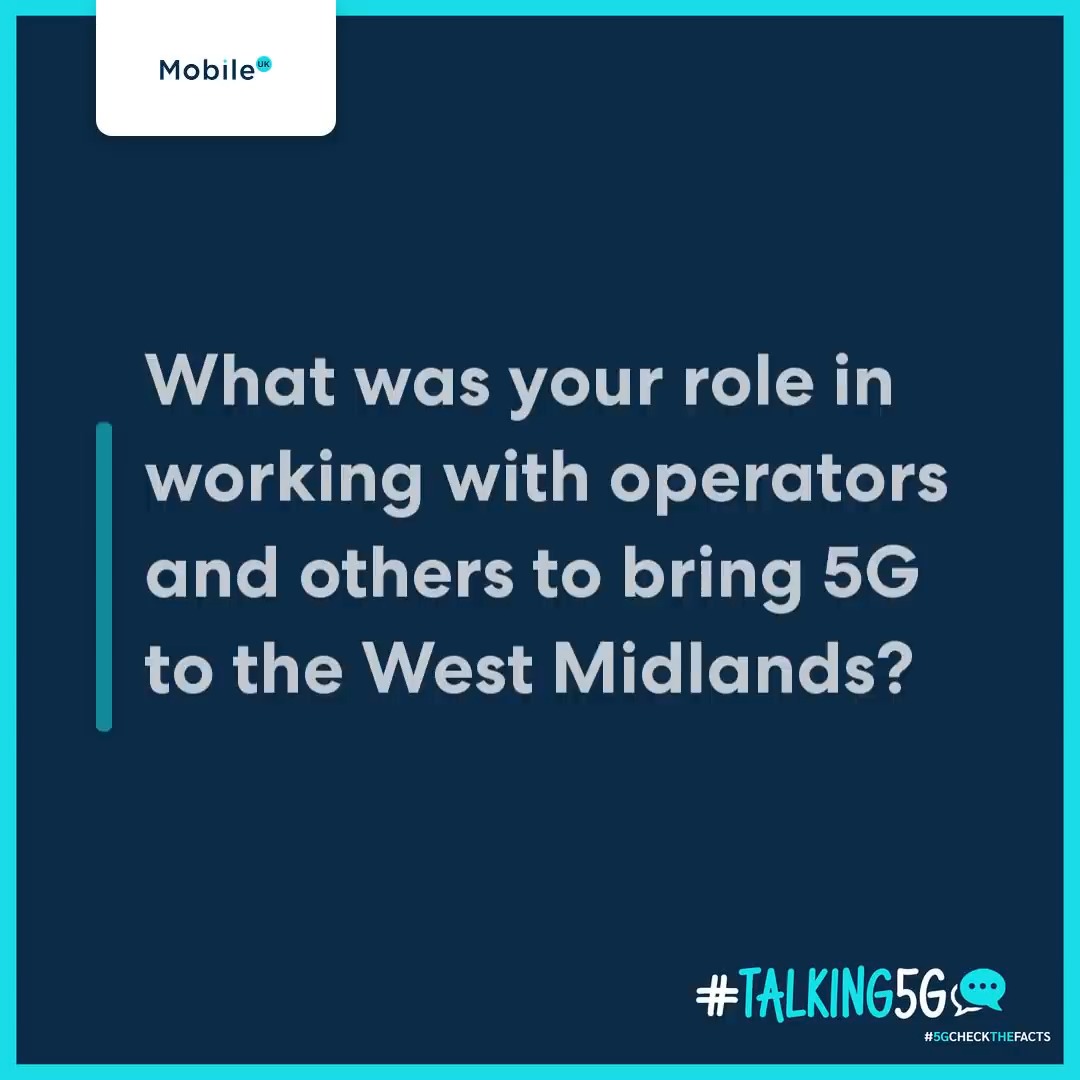 Mobile UK
What was your role in
working with operators
and others to bring 5G
to the West Midlands?
#TALKING5G
#5GCHECKTHEFACTS